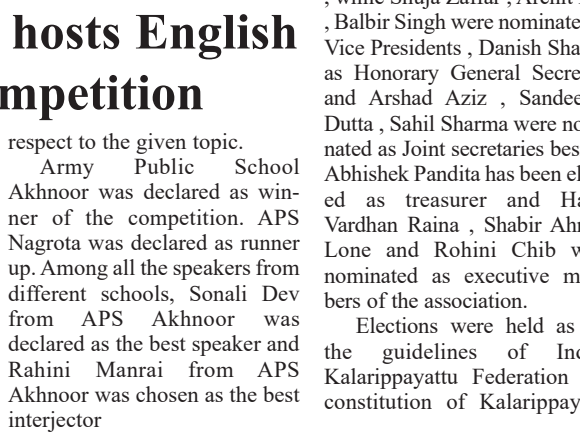 hosts English
mpetition
respect to the given topic.
Army Public School
Akhnoor was declared as win-
ner of the competition. APS
Nagrota was declared as runner
up. Among all the speakers from
different schools, Sonali Dev
from APS Akhnoor was
declared as the best speaker and
Rahini Manrai from APS
Akhnoor was chosen as the best
interjector
, Balbir Singh were nominate
Vice Presidents , Danish Sha
as Honorary General Secre
and Arshad Aziz , Sandee
Dutta , Sahil Sharma were no
nated as Joint secretaries bes
Abhishek Pandita has been el
ed as treasurer and Ha
Vardhan Raina , Shabir Ahr
Lone and Rohini Chib w
nominated as executive m
bers of the association.
Elections were held as
the guidelines of Ind
Kalarippayattu Federation
constitution of Kalarippay